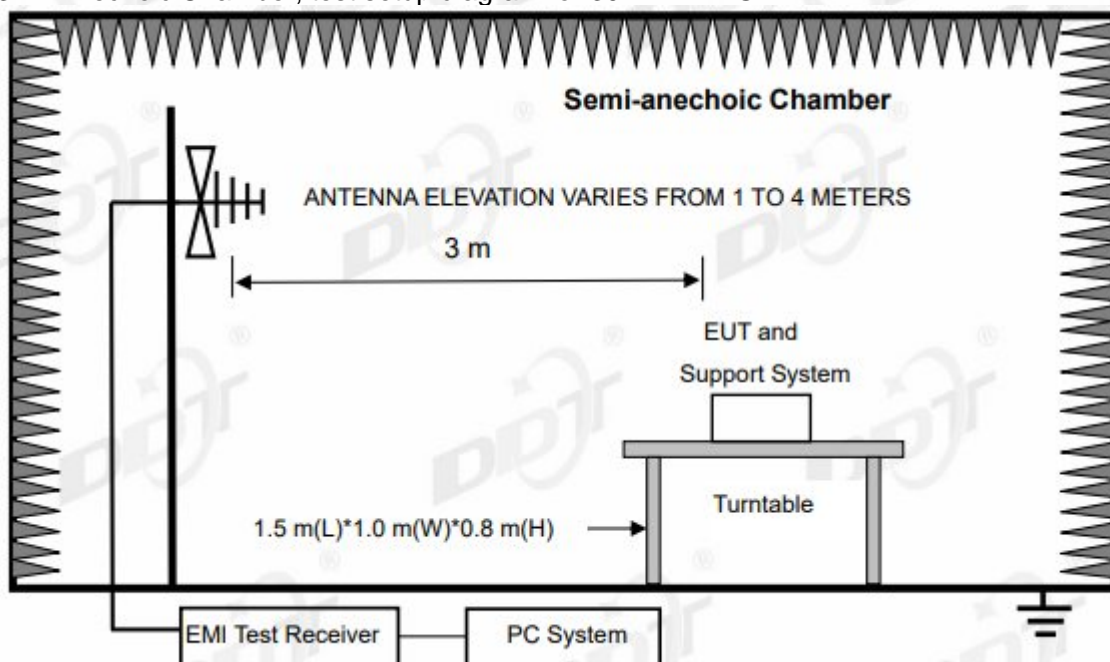 Semi-anechoic Chamber
ANTENNA ELEVATION VARIES FROM 1 TO 4 METERS
3 m
EUT and
Support System
Turntable
1.5 m(L)*1.0 m(W)*0.8 m(H)
EMI Test Receiver
PC System
DDT
®